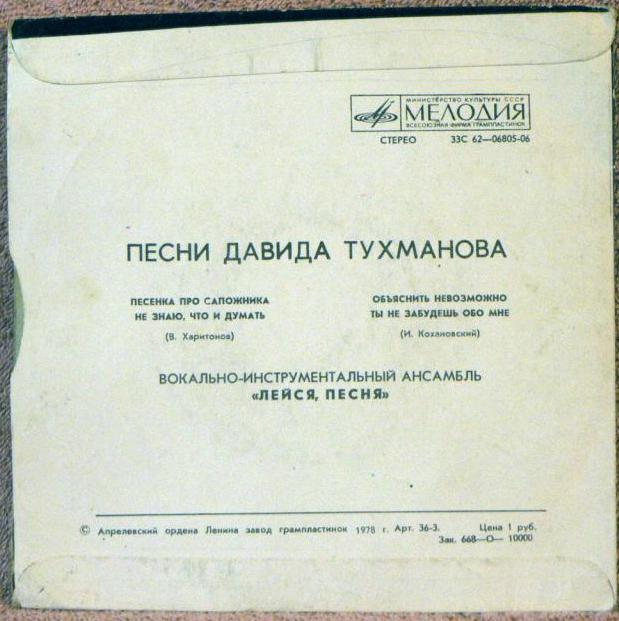 МИНИСТЕРСТВО КУЛЬТУРЫ СССР
МЕЛОДИЯ
ВСЕСОЮЗНАЯ ФИРМА ГРАМПЛАСТИНОК
СТЕРЕО 33С 62—06805-06
ПЕСНИ ДАВИДА ТУХМАНОВА
ПЕСЕНКА ПРО САПОЖНИКА
НЕ ЗНАЮ, ЧТО И ДУМАТЬ
(В. Харитонов)
ОБЪЯСНИТЬ НЕВОЗМОЖНО
ТЫ НЕ ЗАБУДЕШЬ ОБО МНЕ
(И. Кохановский)
ВОКАЛЬНО-ИНСТРУМЕНТАЛЬНЫЙ АНСАМБЛЬ
«ЛЕЙСЯ, ПЕСНЯ»
© Апрелевский ордена Ленина завод грампластинок 1978 г. Арт. 36-3. Цена 1 руб.
Зак. 668—О— 10000